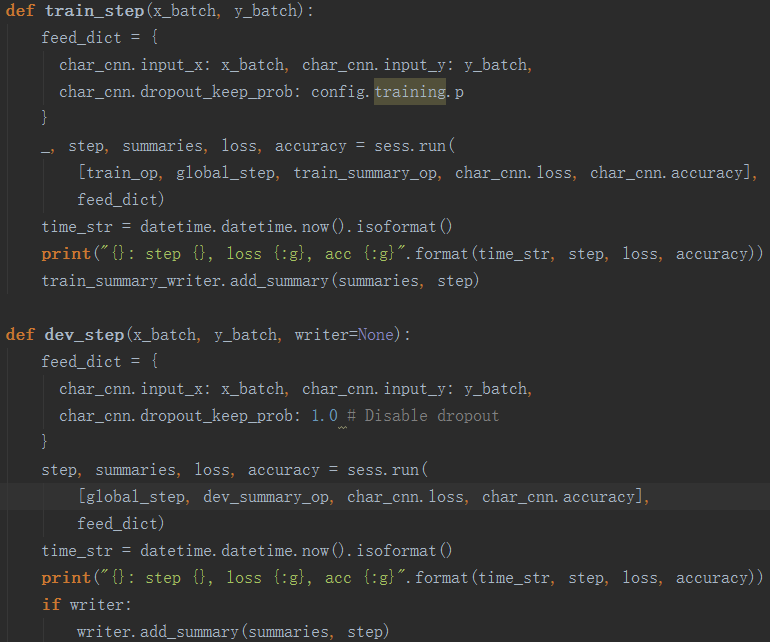 def train_step(x_batch, y_batch):
    feed_dict = {
      char_cnn.input_x: x_batch, char_cnn.input_y: y_batch,
      char_cnn.dropout_keep_prob: config.training.p
    }
    _, step, summaries, loss, accuracy = sess.run(
        [train_op, global_step, train_summary_op, char_cnn.loss, char_cnn.accuracy],
        feed_dict)
    time_str = datetime.datetime.now().isoformat()
    print("{}: step {}, loss {:g}, acc {:g}".format(time_str, step, loss, accuracy))
    train_summary_writer.add_summary(summaries, step)
def dev_step(x_batch, y_batch, writer=None):
    feed_dict = {
      char_cnn.input_x: x_batch, char_cnn.input_y: y_batch,
      char_cnn.dropout_keep_prob: 1.0 # Disable dropout
    }
    step, summaries, loss, accuracy = sess.run(
        [global_step, dev_summary_op, char_cnn.loss, char_cnn.accuracy],
        feed_dict)
    time_str = datetime.datetime.now().isoformat()
    print("{}: step {}, loss {:g}, acc {:g}".format(time_str, step, loss, accuracy))
    if writer:
        writer.add_summary(summaries, step)